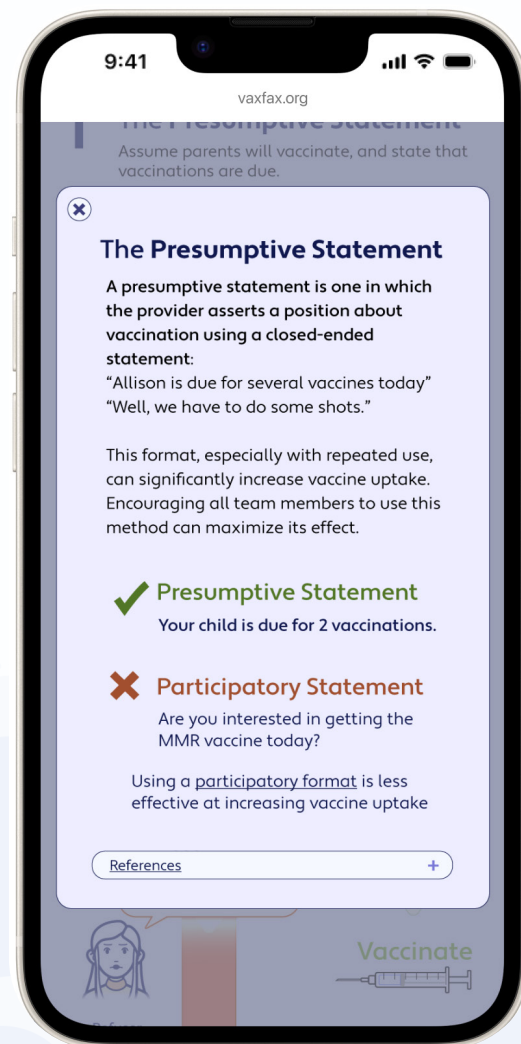 9:41
vaxfax.org
The Presumptive Statement
Assume parents will vaccinate, and state that
vaccinations are due.
The Presumptive Statement
A presumptive statement is one in which
the provider asserts a position about
vaccination using a closed-ended
statement:
“Allison is due for several vaccines today”
“Well, we have to do some shots.”
This format, especially with repeated use,
can significantly increase vaccine uptake.
Encouraging all team members to use this
method can maximize its effect.
Presumptive Statement
Your child is due for 2 vaccinations.
Participatory Statement
Are you interested in getting the
MMR vaccine today?
Using a participatory format is less
effective at increasing vaccine uptake
References +
Vaccinate